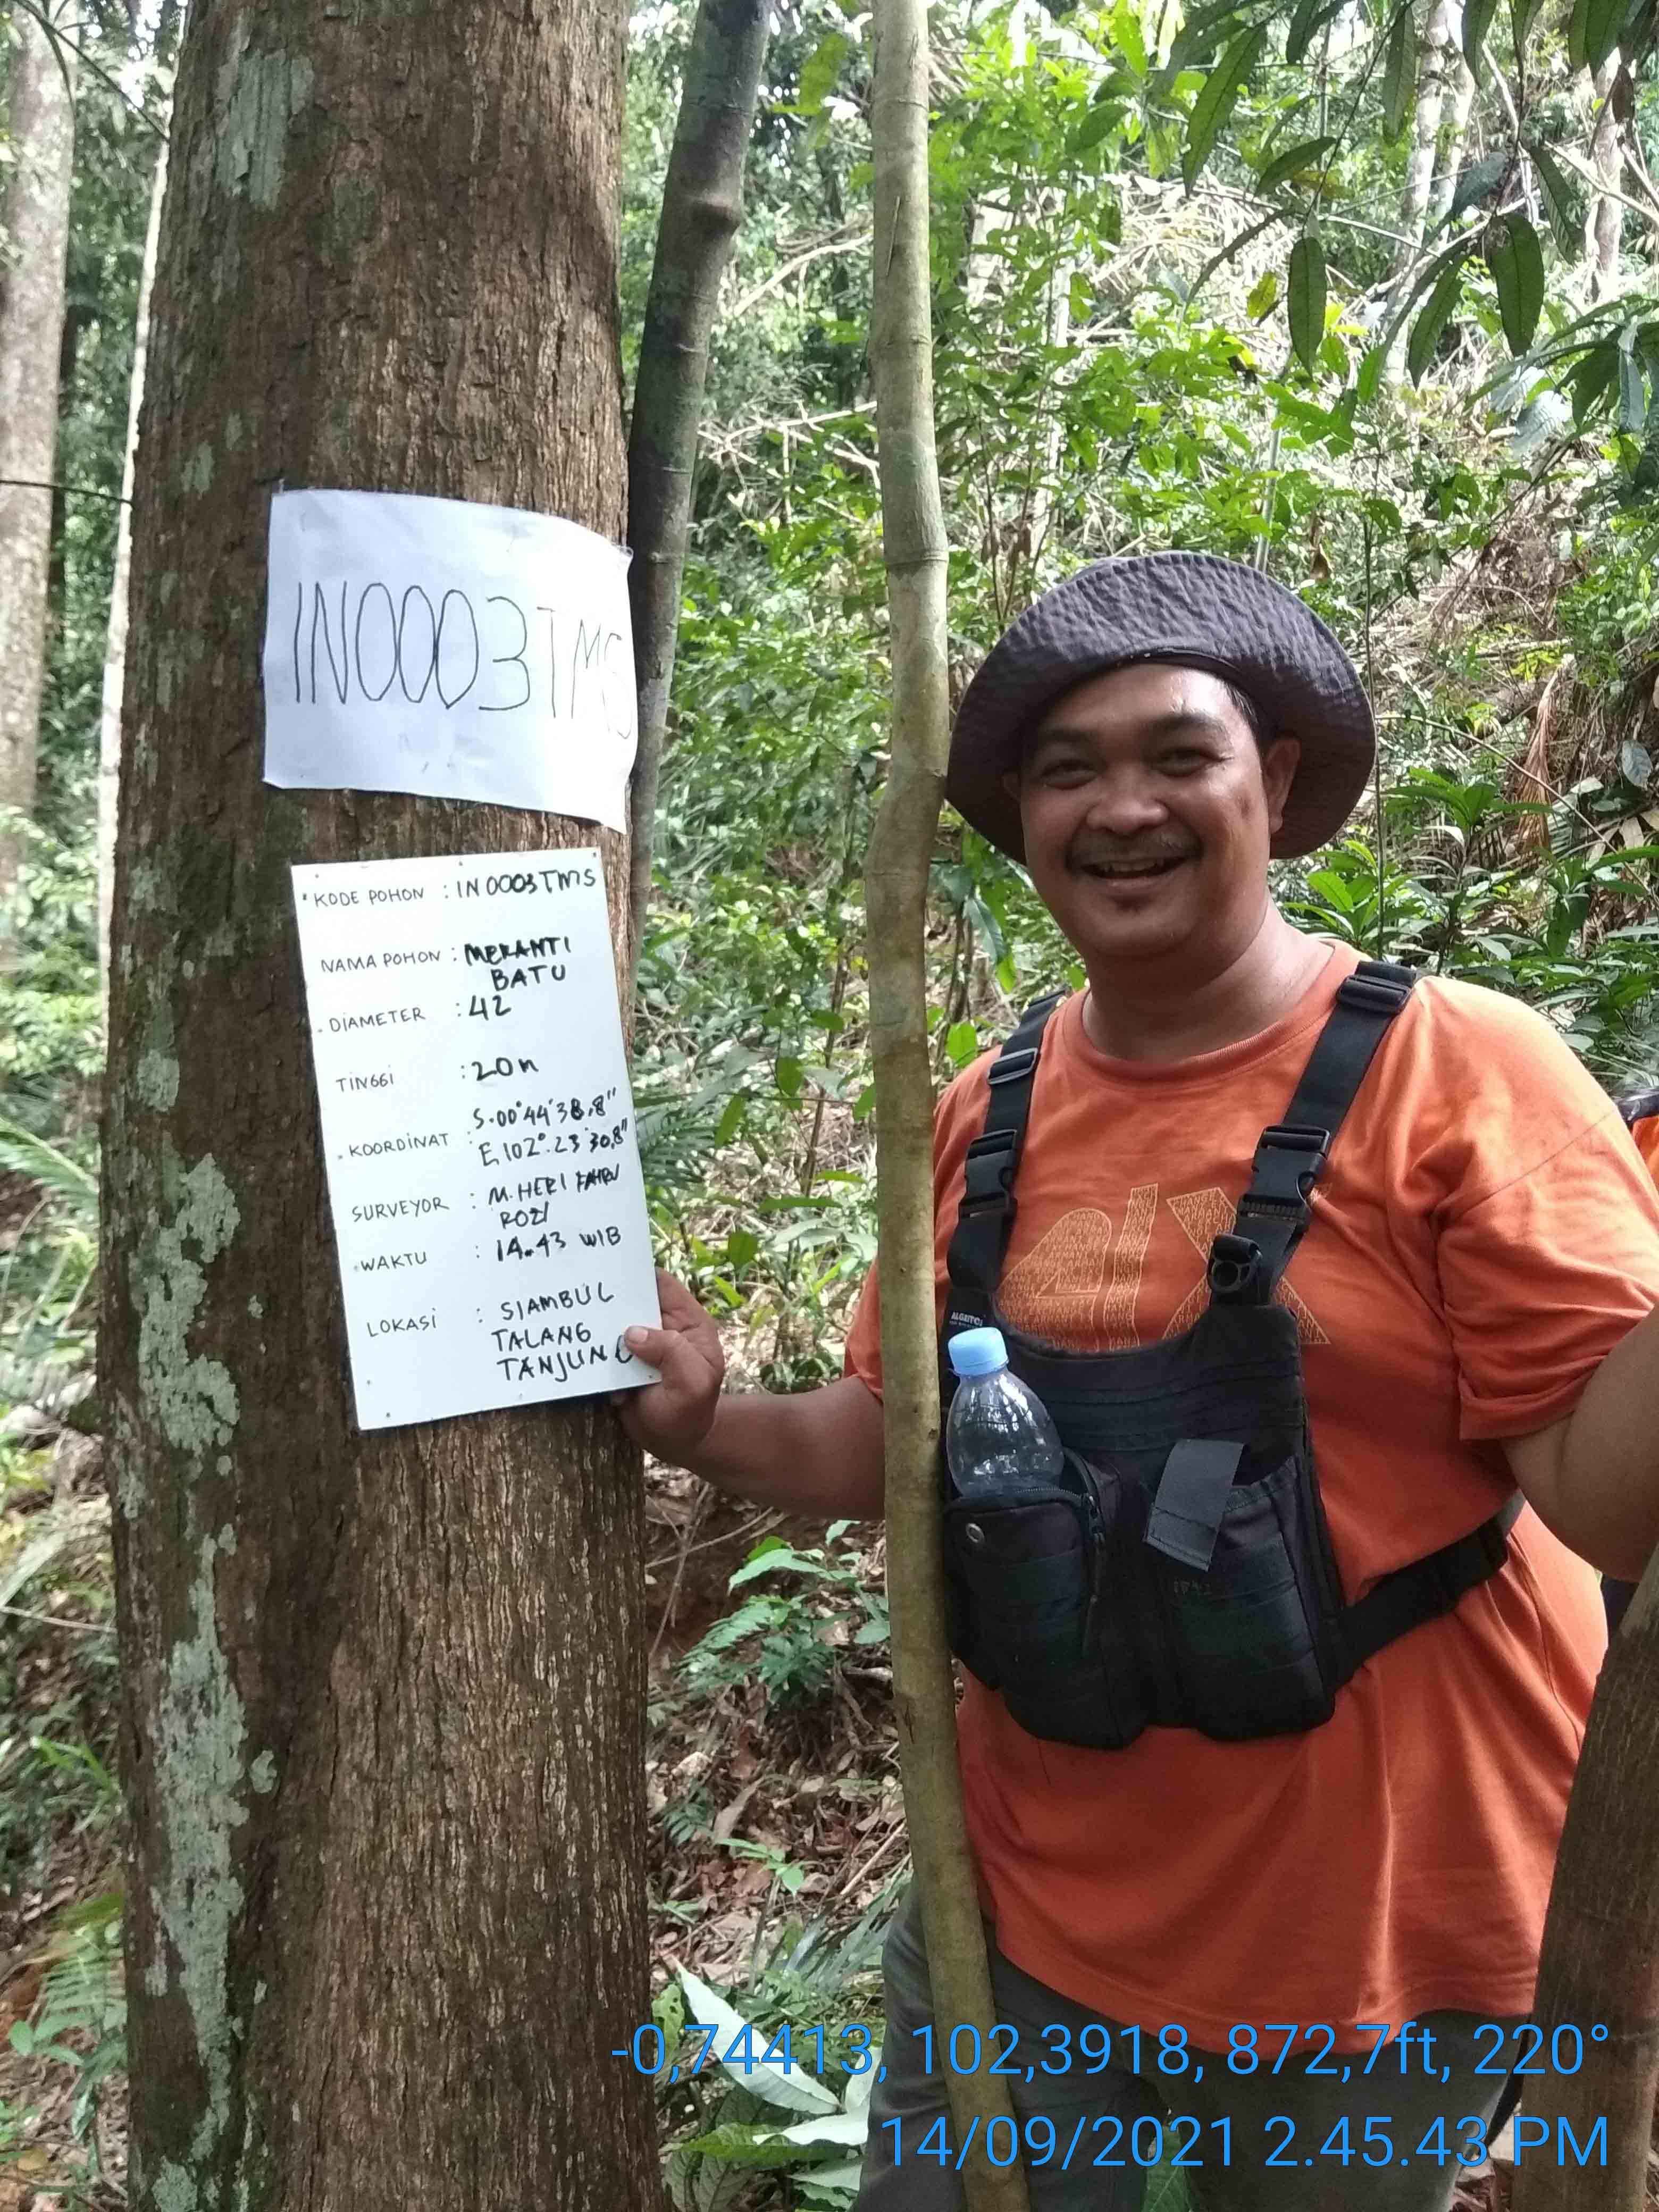 IN0003TMS
KODE POHON : IN0003TMS
NAMA POHON : MERANTI
BATU
DIAMETER : 42
TINGGI : 20m
S.00°44'38,8"
KOORDINAT : E 102°.23'30,8"
SURVEYOR : M. HERI FAHRU
ROZI
WAKTU : 14.43 WIB
LOKASI : SIAMBUL
TALANG
TANJUNG
-0,74413, 102,3918, 872,7ft, 220°
14/09/2021 2.45.43 PM